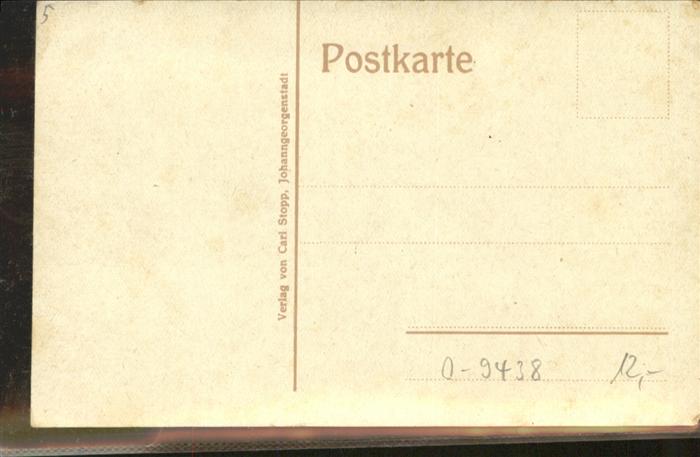 5
Postkarte
Verlag von Carl Stopp, Johanngeorgenstadt
0-9438
12,-